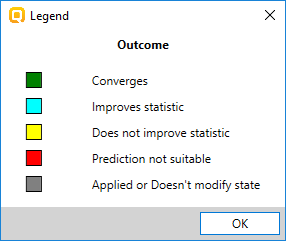 Legend
Outcome
Converges
Improves statistic
Does not improve statistic
Prediction not suitable
Applied or Doesn't modify state
OK